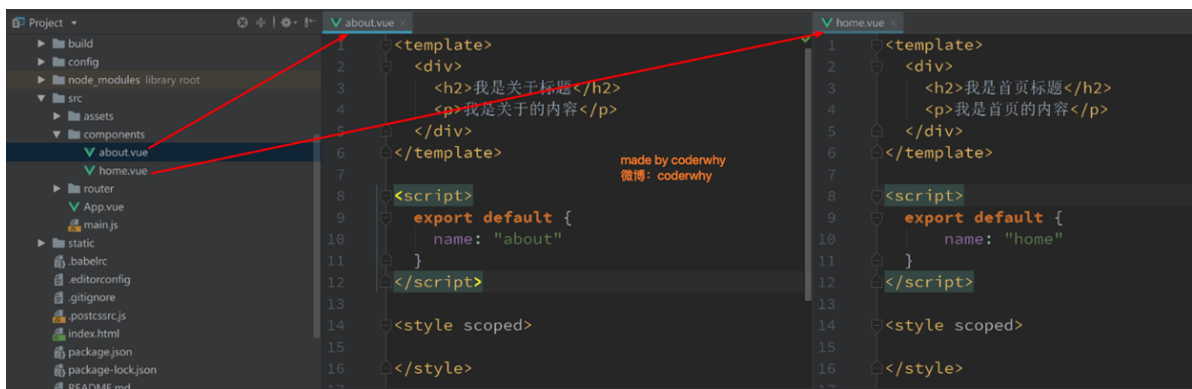 Project
build
config
node_modules library root
src
assets
components
about.vue
home.vue
router
App.vue
main.js
static
.babelrc
.editorconfig
.gitignore
.postcssrc.js
index.html
package.json
package-lock.json
README.md
about.vue
1 <template>
2 <div>
3 <h2>我是关于标题</h2>
4 <p>我是关于的内容</p>
5 </div>
6 </template>
7
8 <script>
9 export default {
10 name: "about"
11 }
12 </script>
13
14 <style scoped>
15
16 </style>
made by coderwhy
微博：coderwhy
home.vue
1 <template>
2 <div>
3 <h2>我是首页标题</h2>
4 <p>我是首页的内容</p>
5 </div>
6 </template>
7
8 <script>
9 export default {
10 name: "home"
11 }
12 </script>
13
14 <style scoped>
15
16 </style>